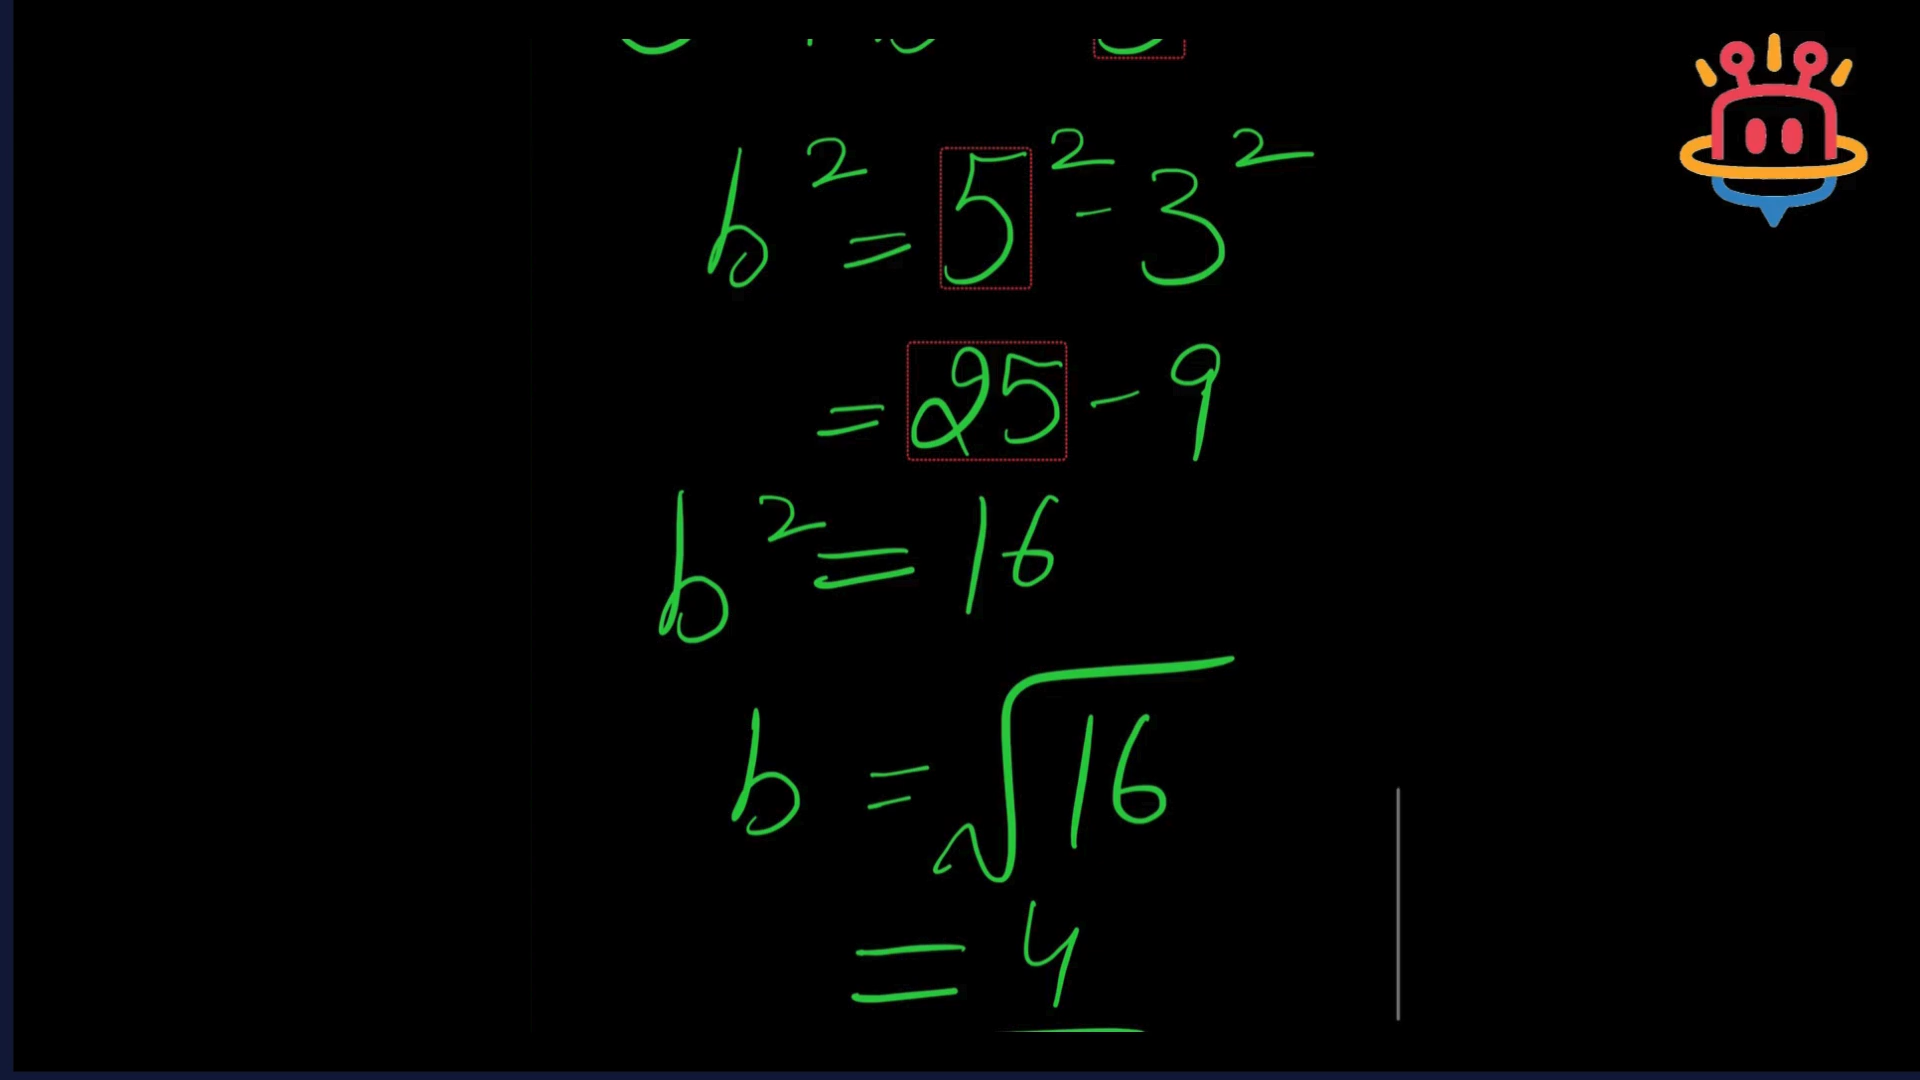 b² = 5² - 3²
= 25 - 9
b² = 16
b = √16
= 4